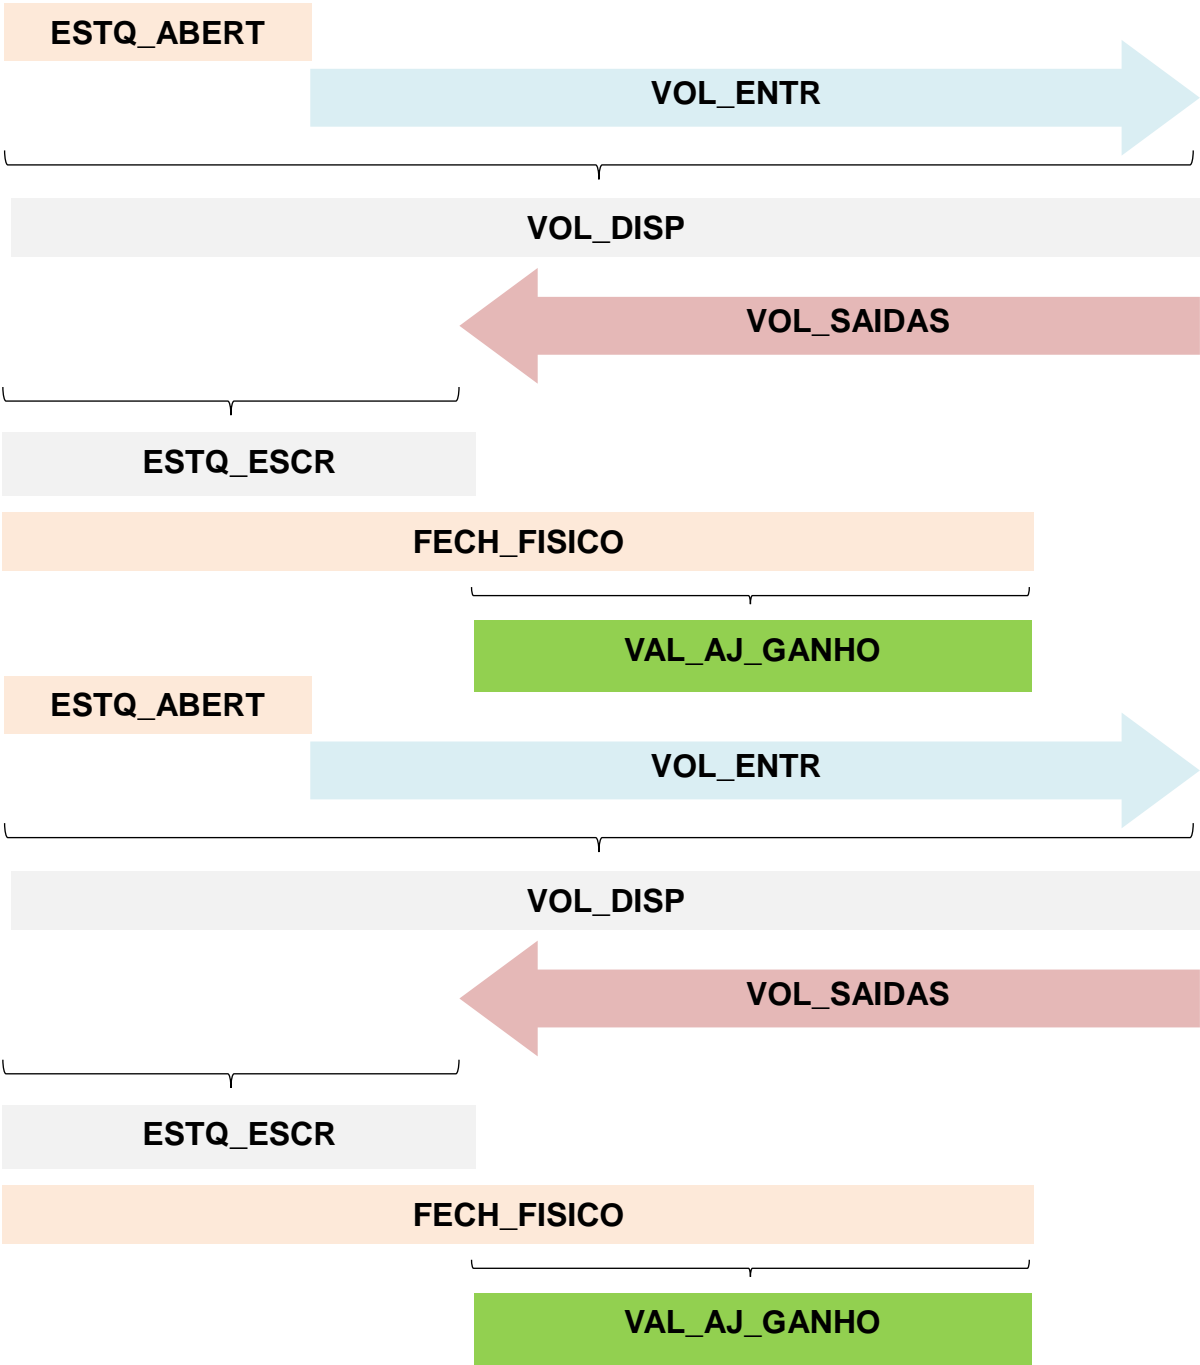 ESTQ_ABERT
VOL_ENTR
VOL_DISP
VOL_SAIDAS
ESTQ_ESCR
FECH_FISICO
VAL_AJ_GANHO
ESTQ_ABERT
VOL_ENTR
VOL_DISP
VOL_SAIDAS
ESTQ_ESCR
FECH_FISICO
VAL_AJ_GANHO